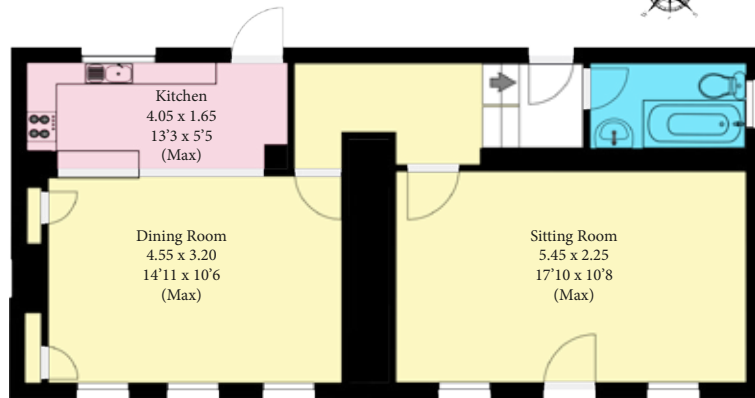 Kitchen
4.05 x 1.65
13'3 x 5'5
(Max)
Dining Room
4.55 x 3.20
14'11 x 10'6
(Max)
Sitting Room
5.45 x 2.25
17'10 x 10'8
(Max)